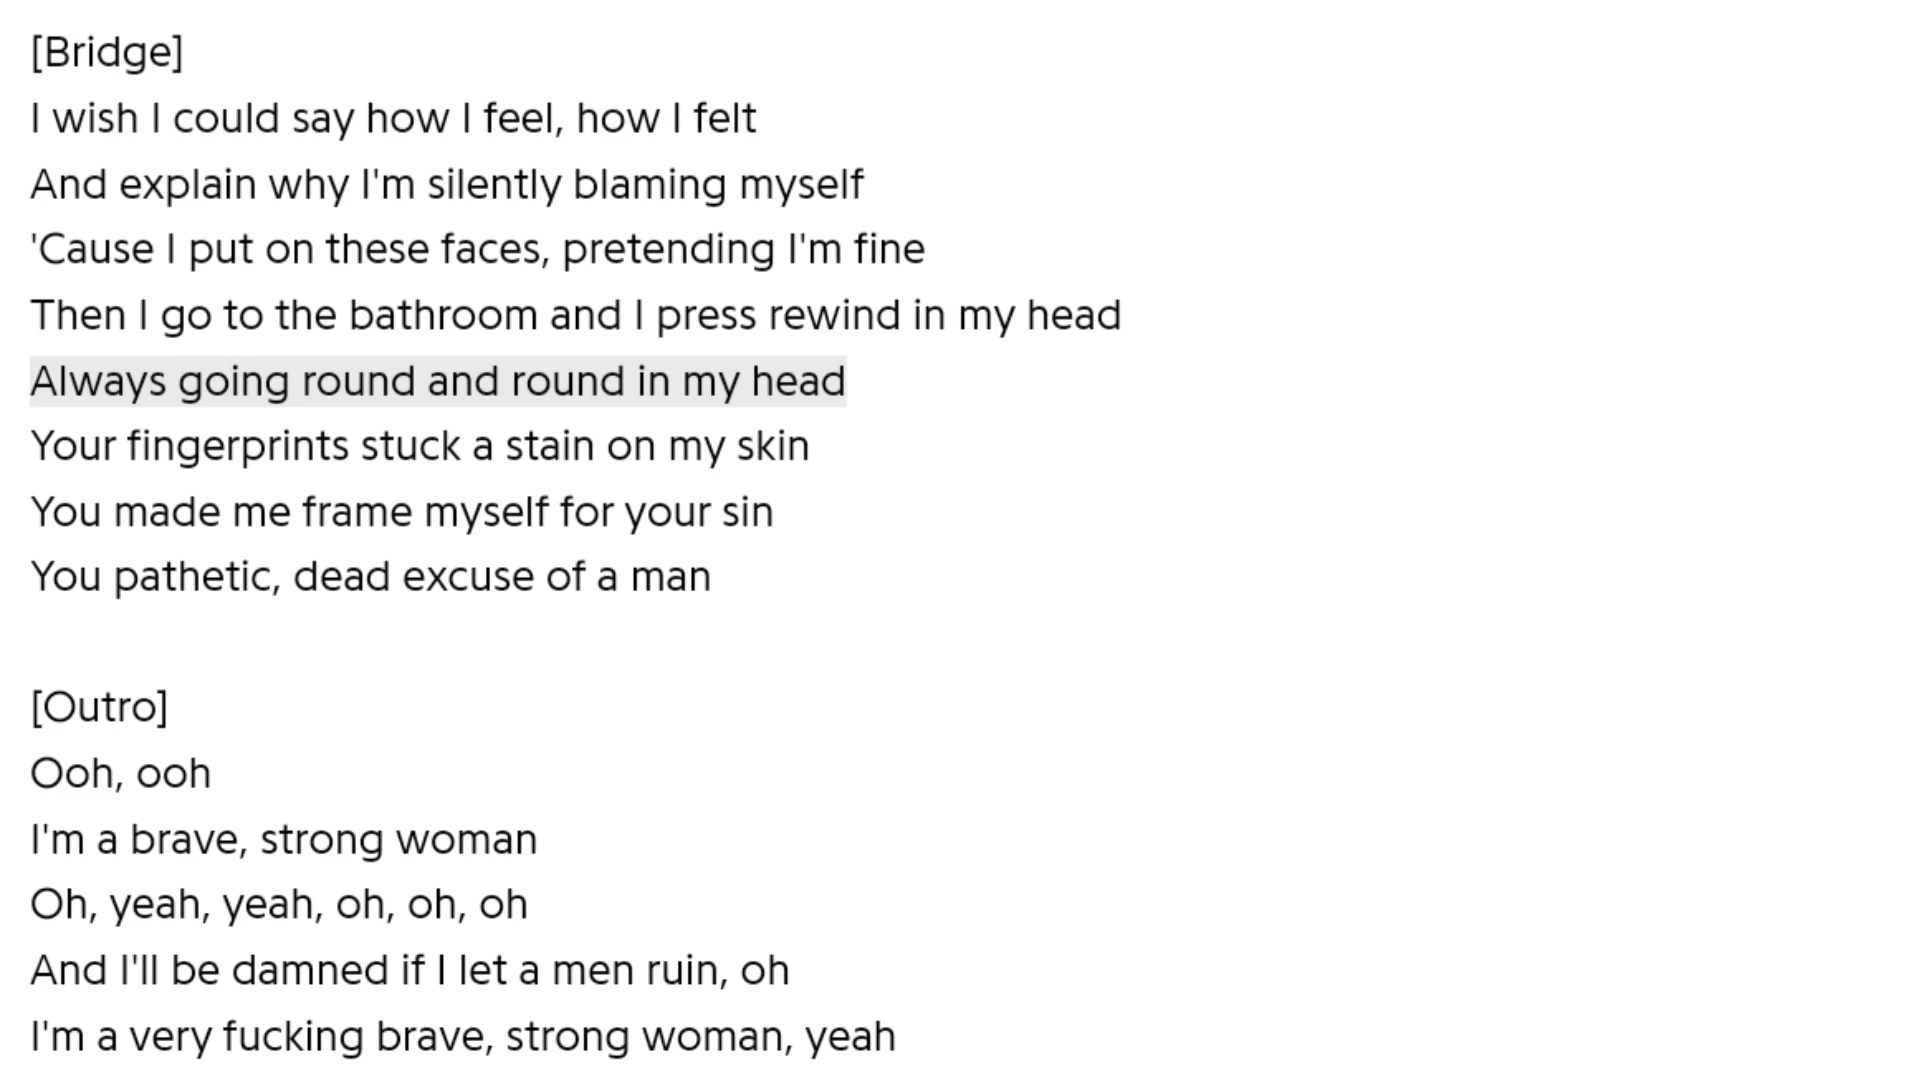 [Bridge]
I wish I could say how I feel, how I felt
And explain why I'm silently blaming myself
'Cause I put on these faces, pretending I'm fine
Then I go to the bathroom and I press rewind in my head
Always going round and round in my head
Your fingerprints stuck a stain on my skin
You made me frame myself for your sin
You pathetic, dead excuse of a man
[Outro]
Ooh, ooh
I'm a brave, strong woman
Oh, yeah, yeah, oh, oh, oh
And I'll be damned if I let a men ruin, oh
I'm a very fucking brave, strong woman, yeah